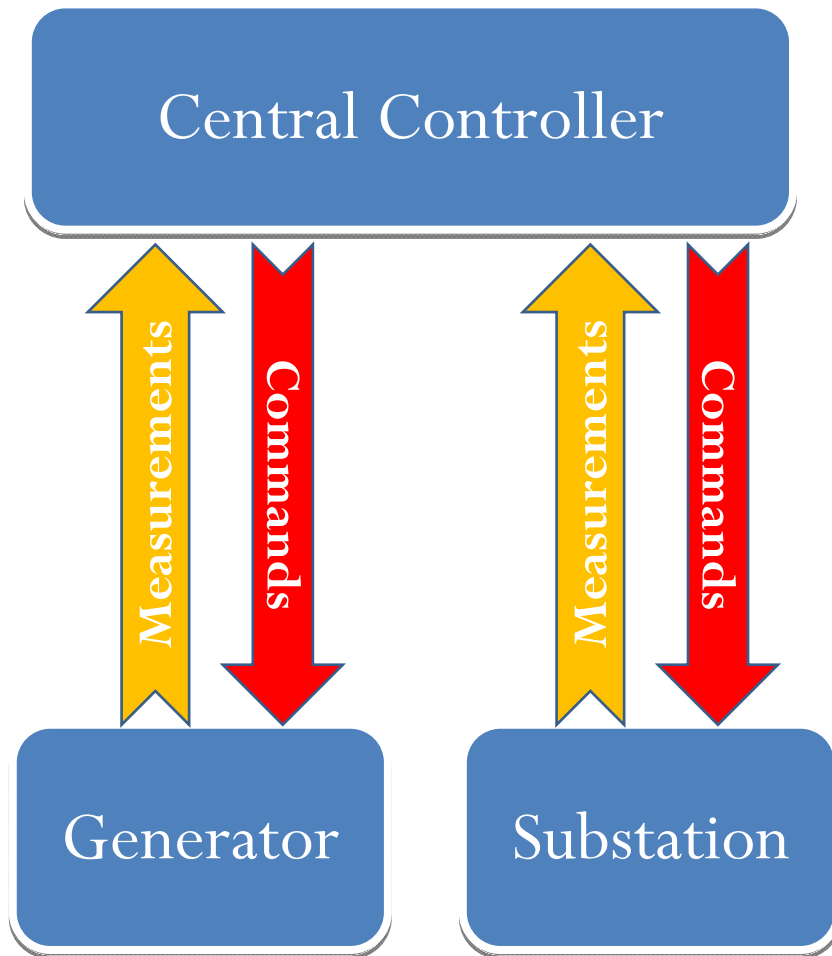 Central Controller
Measurements
Commands
Measurements
Commands
Generator
Substation